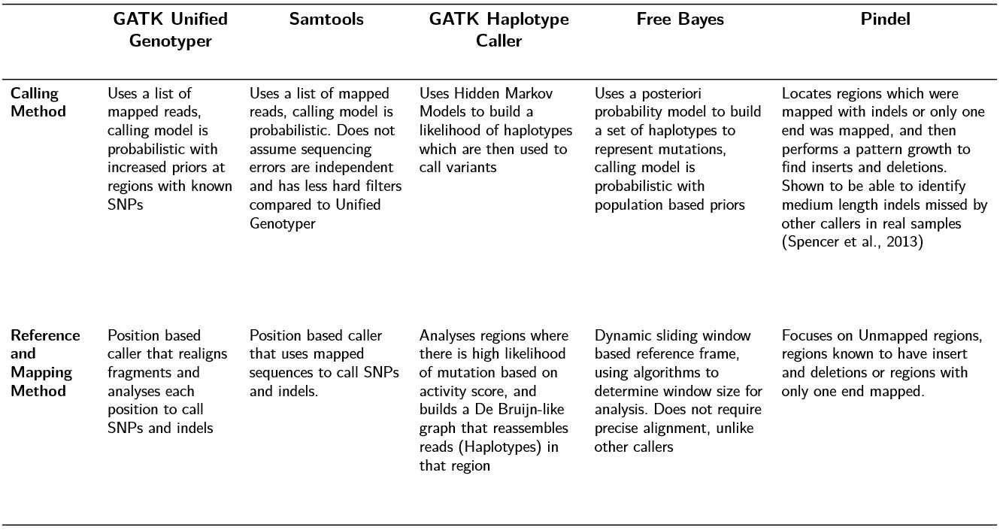 GATK Unified
Genotyper
Samtools
GATK Haplotype
Caller
Free Bayes
Pindel
Calling
Method
Uses a list of
mapped reads,
calling model is
probabilistic with
increased priors at
regions with known
SNPs
Uses a list of mapped
reads, calling model is
probabilistic. Does not
assume sequencing
errors are independent
and has less hard filters
compared to Unified
Genotyper
Uses Hidden Markov
Models to build a
likelihood of haplotypes
which are then used to
call variants
Uses a posteriori
probability model to build
a set of haplotypes to
represent mutations,
calling model is
probabilistic with
population based priors
Locates regions which were
mapped with indels or only one
end was mapped, and then
performs a pattern growth to
find inserts and deletions.
Shown to be able to identify
medium length indels missed by
other callers in real samples
(Spencer et al., 2013)
Reference
and
Mapping
Method
Position based
caller that realigns
fragments and
analyses each
position to call
SNPs and indels
Position based caller
that uses mapped
sequences to call SNPs
and indels.
Analyses regions where
there is high likelihood
of mutation based on
activity score, and
builds a De Bruijn-like
graph that reassembles
reads (Haplotypes) in
that region
Dynamic sliding window
based reference frame,
using algorithms to
determine window size for
analysis. Does not require
precise alignment, unlike
other callers
Focuses on Unmapped regions,
regions known to have insert
and deletions or regions with
only one end mapped.